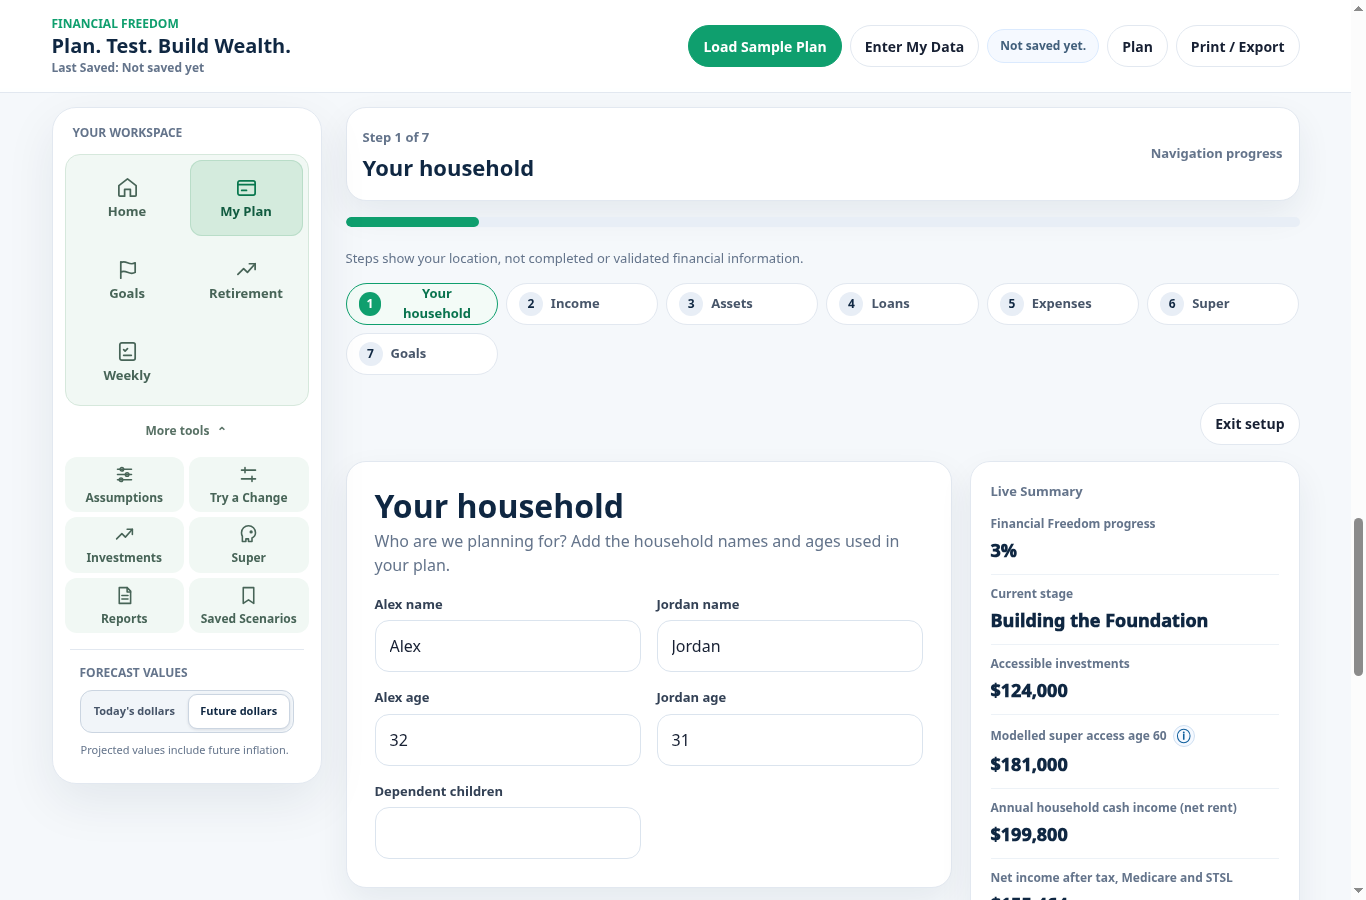 FINANCIAL FREEDOM
Plan. Test. Build Wealth.
Last Saved: Not saved yet
Load Sample Plan
Enter My Data
Not saved yet.
Plan
Print / Export
YOUR WORKSPACE
Home
My Plan
Goals
Retirement
Weekly
More tools
Assumptions
Try a Change
Investments
Super
Reports
Saved Scenarios
FORECAST VALUES
Today's dollars
Future dollars
Projected values include future inflation.
Step 1 of 7
Your household
Navigation progress
Steps show your location, not completed or validated financial information.
1
Your
household
2 Income
3 Assets
4 Loans
5 Expenses
6 Super
7 Goals
Exit setup
Your household
Who are we planning for? Add the household names and ages used in
your plan.
Alex name
Jordan name
Alex
Jordan
Alex age
Jordan age
32
31
Dependent children
Live Summary
Financial Freedom progress
3%
Current stage
Building the Foundation
Accessible investments
$124,000
Modelled super access age 60
$181,000
Annual household cash income (net rent)
$199,800
Net income after tax, Medicare and STSL